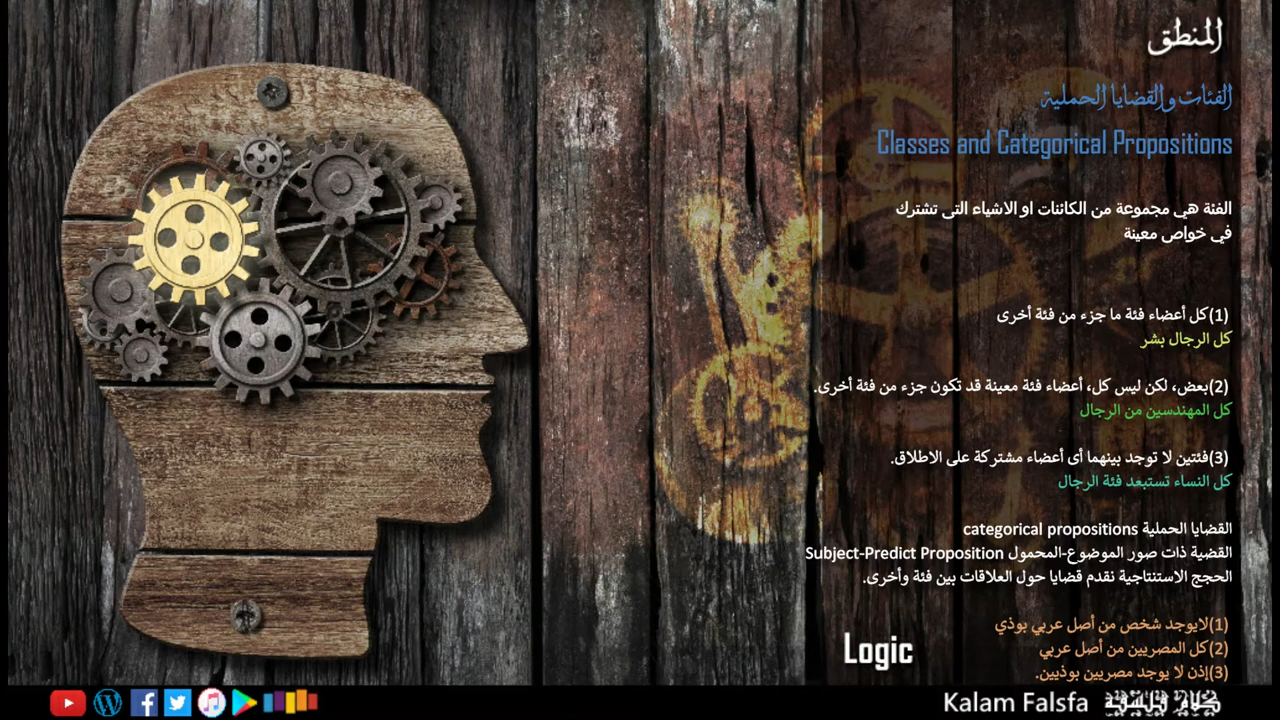 المنطق
الفئات والقضايا الحملية
Classes and Categorical Propositions
الفئة هي مجموعة من الكائنات او الاشياء التى تشترك
في خواص معينة
(1)كل أعضاء فئة ما جزء من فئة أخرى
كل الرجال بشر
(2)بعض، لكن ليس كل، أعضاء فئة معينة قد تكون جزء من فئة أخرى.
كل المهندسين من الرجال
(3)فئتين لا توجد بينهما أى أعضاء مشتركة على الاطلاق.
كل النساء تستبعد فئة الرجال
القضايا الحملية categorical propositions
القضية ذات صور الموضوع-المحمول Subject-Predict Proposition
الحجج الاستنتاجية نقدم قضايا حول العلاقات بين فئة وأخرى.
(1)لايوجد شخص من أصل عربي بوذي
(2)كل المصريين من أصل عربي
(3)إذن لا يوجد مصريين بوذيين.
Logic
Kalam Falsfa كلام فلسفة